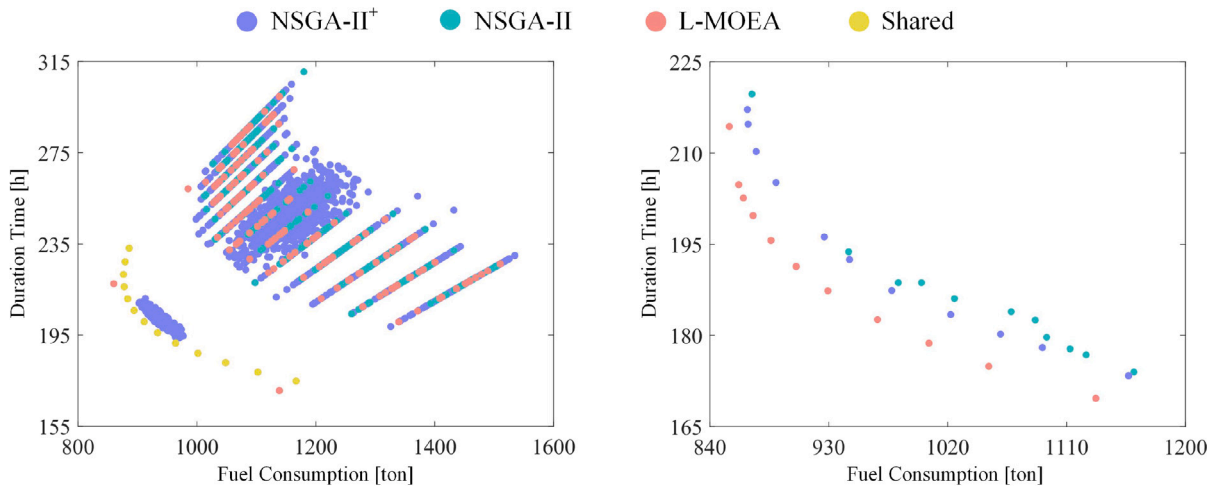 NSGA-II+ NSGA-II L-MOEA Shared
315
275
235
195
155
Duration Time [h]
800 1000 1200 1400 1600
Fuel Consumption [ton]
225
210
195
180
165
Duration Time [h]
840 930 1020 1110 1200
Fuel Consumption [ton]